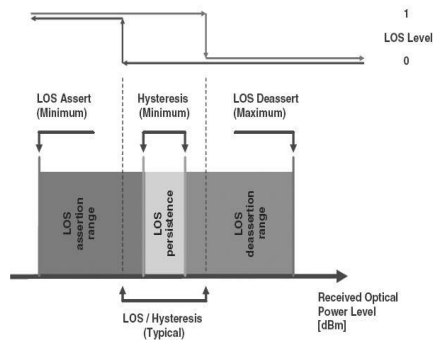 1
LOS Level
0
LOS Assert
(Minimum)
Hysteresis
(Minimum)
LOS Deassert
(Maximum)
LOS
assertion
range
LOS
persistence
LOS
deassertion
range
Received Optical
Power Level
[dBm]
LOS / Hysteresis
(Typical)